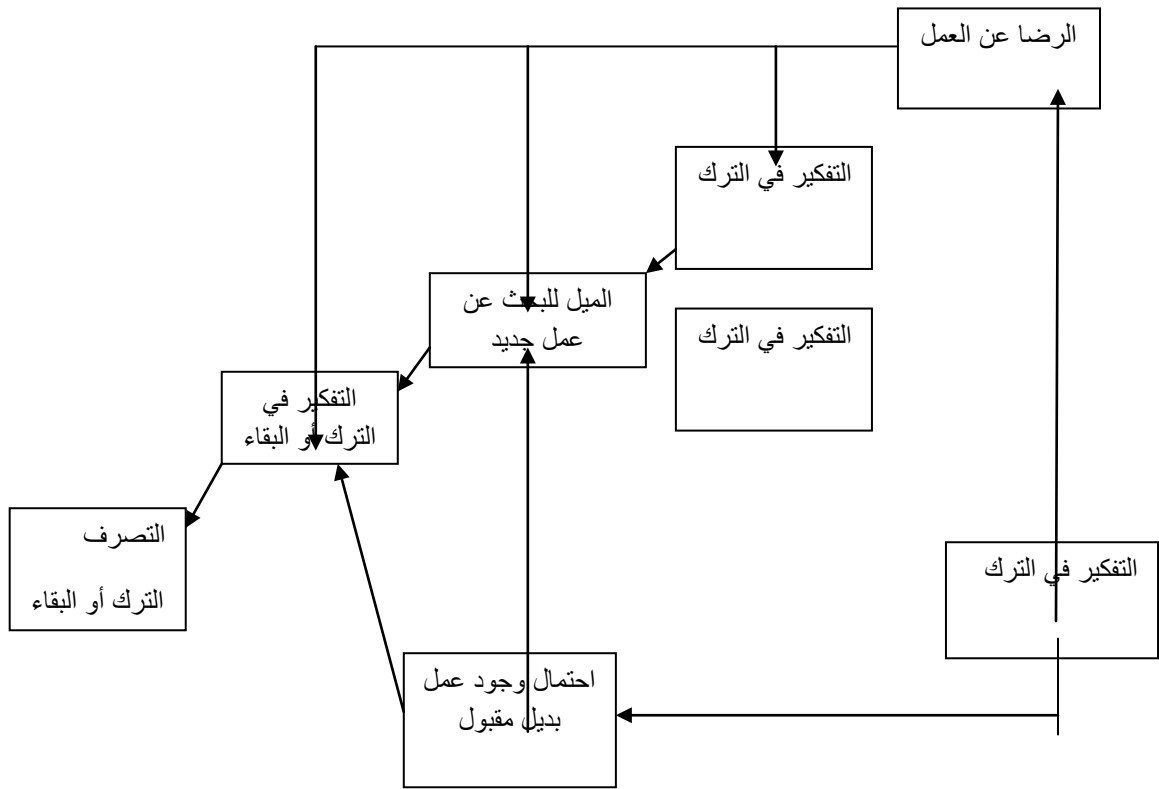 الرضا عن العمل
التفكير في الترك
الميل للبحث عن
عمل جديد
التفكير في الترك
التفكير في
الترك أو البقاء
التصرف
الترك أو البقاء
التفكير في الترك
احتمال وجود عمل
بديل مقبول